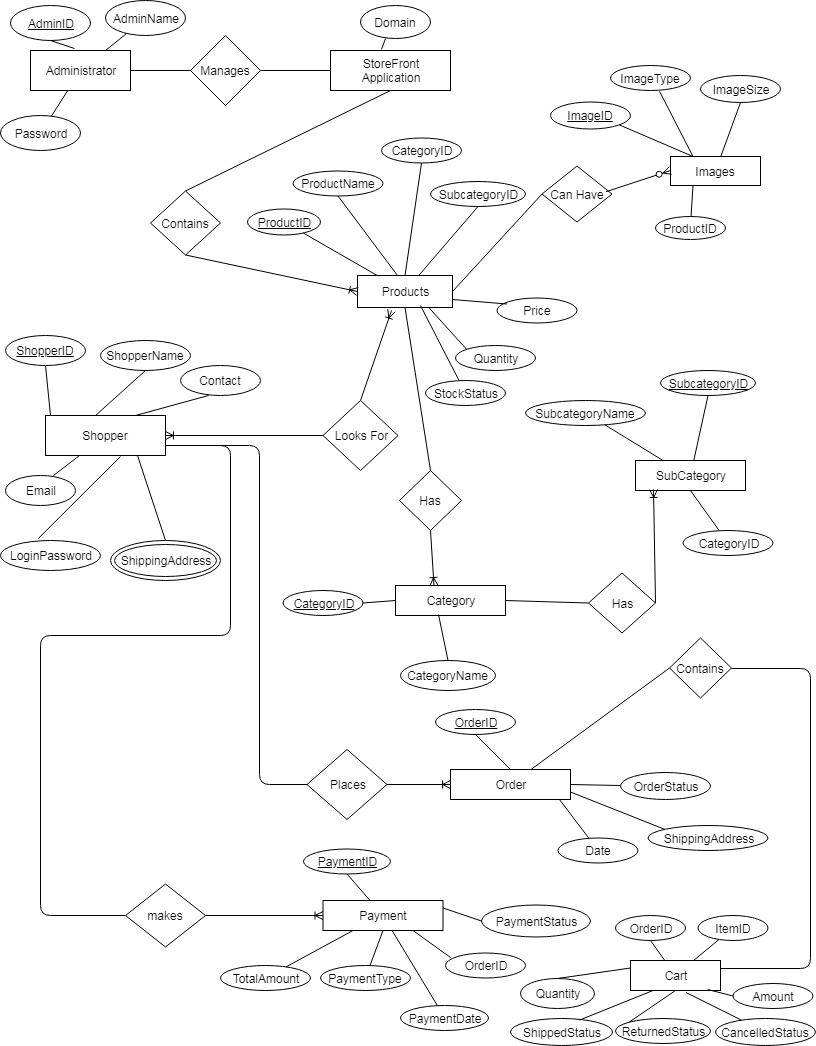 AdminID
AdminName
Domain
Administrator
Manages
StoreFront
Application
Password
ImageType
ImageSize
ImageID
CategoryID
ProductName
SubcategoryID
Can Have
Images
Contains
ProductID
ProductID
Products
Price
ShopperID
ShopperName
Quantity
Contact
StockStatus
SubcategoryID
SubcategoryName
Shopper
Looks For
SubCategory
Email
Has
CategoryID
LoginPassword
ShippingAddress
CategoryID
Category
Has
CategoryName
Contains
OrderID
Places
Order
OrderStatus
ShippingAddress
Date
PaymentID
makes
Payment
PaymentStatus
OrderID
ItemID
TotalAmount
PaymentType
OrderID
Cart
Quantity
Amount
PaymentDate
ShippedStatus
ReturnedStatus
CancelledStatus